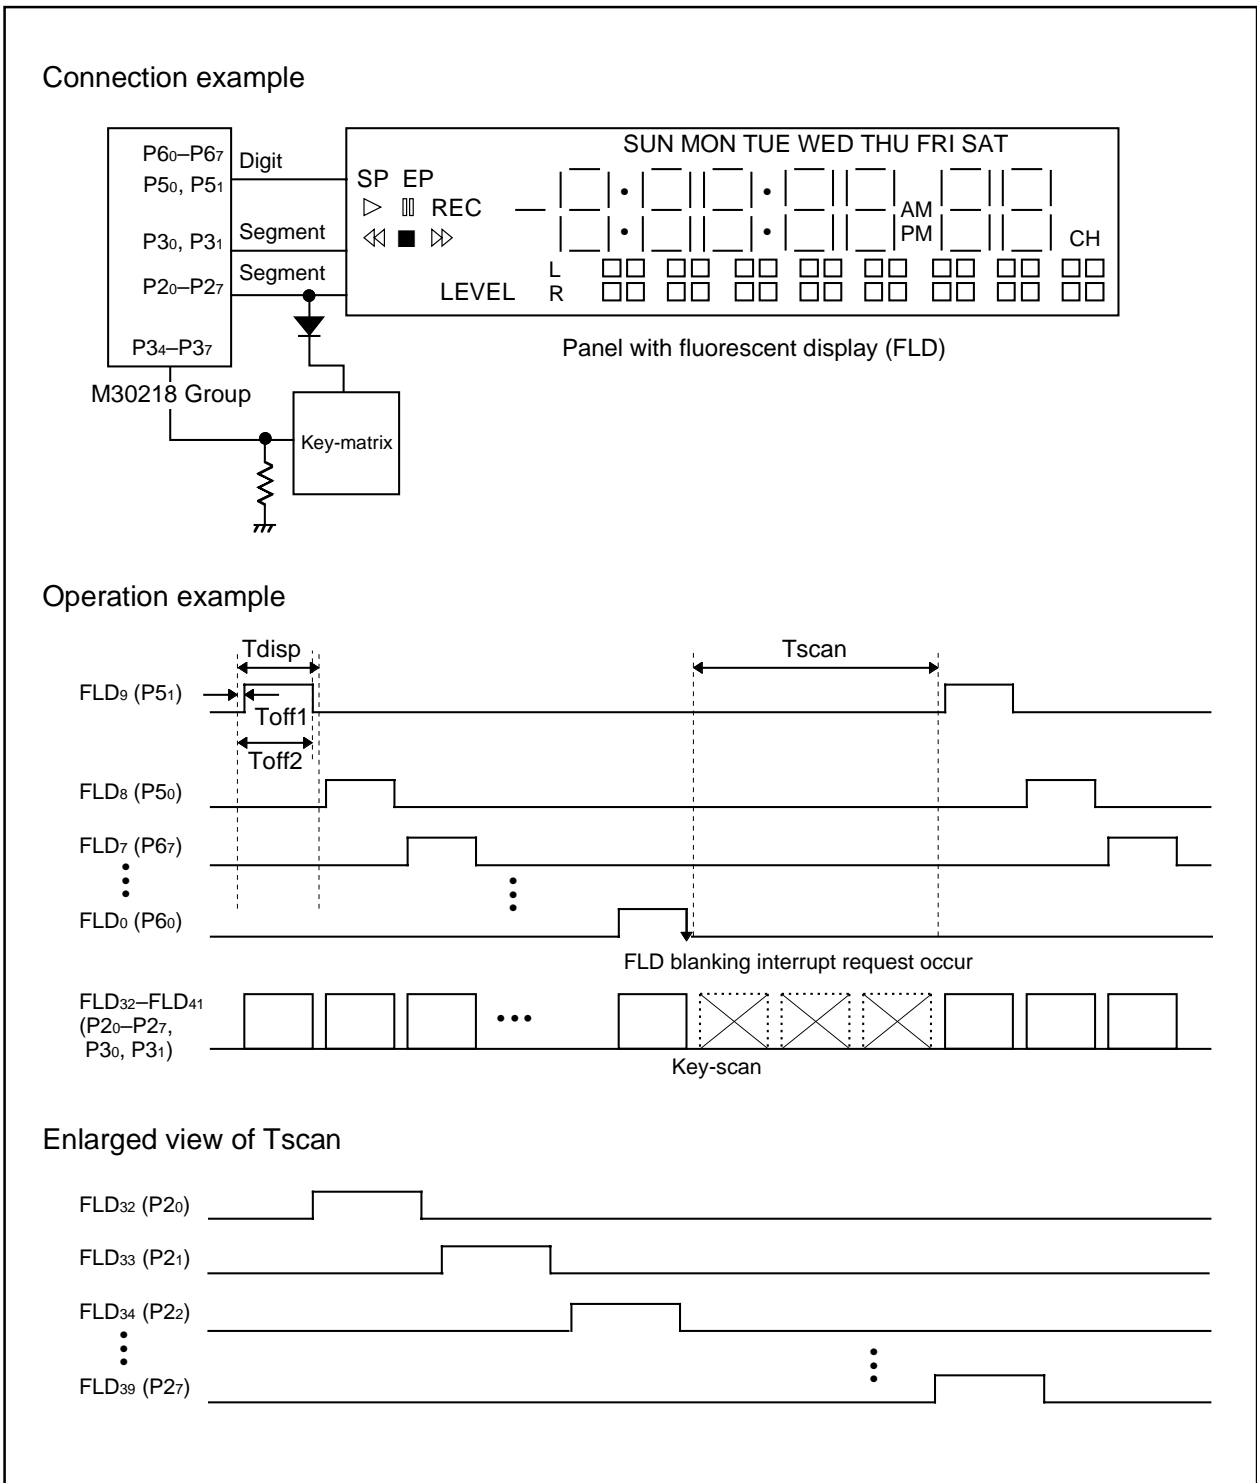 Connection example
P60–P67
P50, P51
P30, P31
P20–P27
P34–P37
Digit
Segment
Segment
M30218 Group
Key-matrix
SUN MON TUE WED THU FRI SAT
SP EP
REC
AM
PM
CH
LEVEL
L
R
Panel with fluorescent display (FLD)
Operation example
Tdisp
Tscan
FLD9 (P51)
Toff1
Toff2
FLD8 (P50)
FLD7 (P67)
FLD0 (P60)
FLD blanking interrupt request occur
FLD32–FLD41
(P20–P27,
P30, P31)
Key-scan
Enlarged view of Tscan
FLD32 (P20)
FLD33 (P21)
FLD34 (P22)
FLD39 (P27)